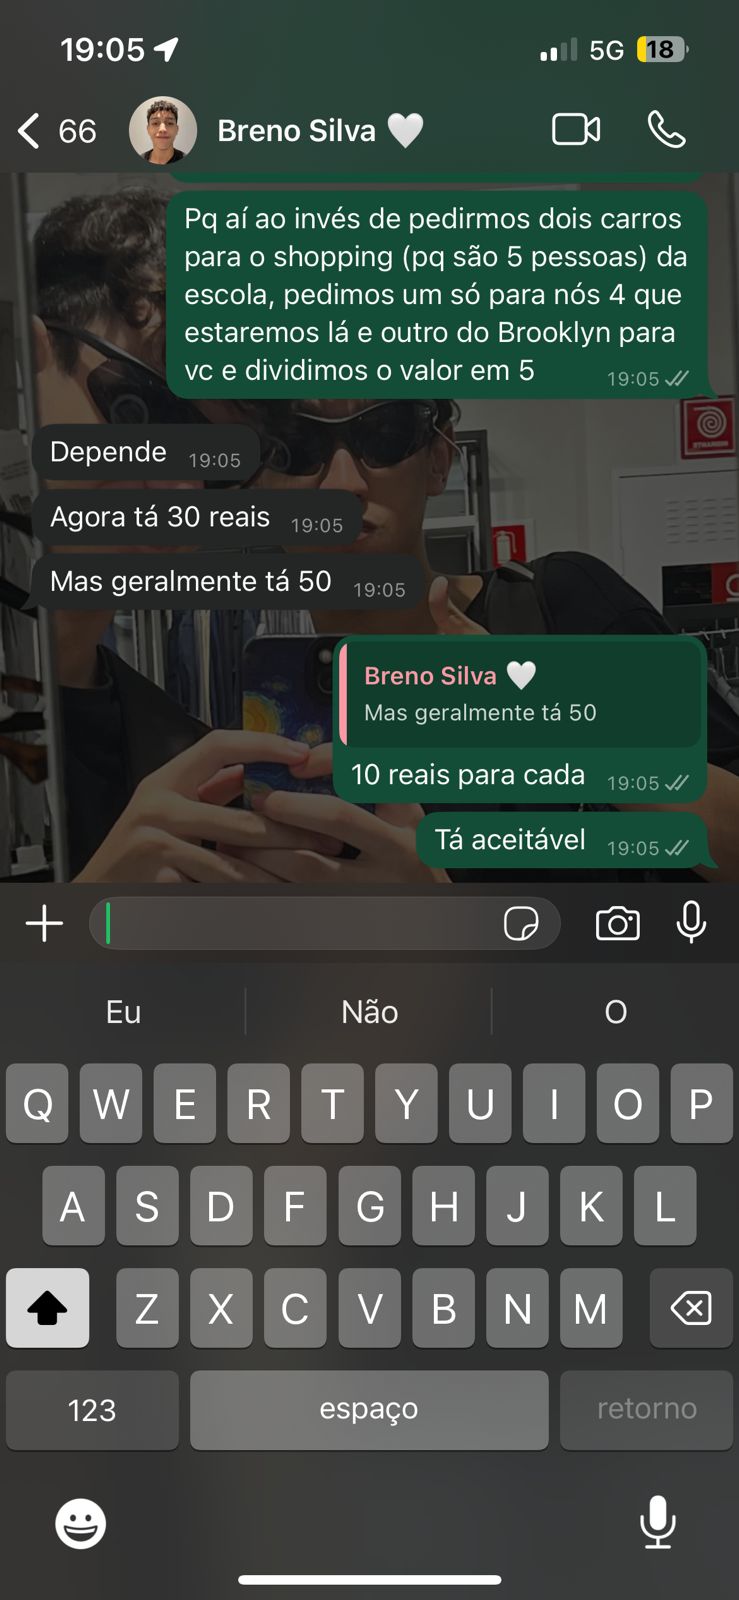 19:05
5G
18
66
Breno Silva 🤍
Pq aí ao invés de pedirmos dois carros
para o shopping (pq são 5 pessoas) da
escola, pedimos um só para nós 4 que
estaremos lá e outro do Brooklyn para
vc e dividimos o valor em 5
19:05
Depende 19:05
Agora tá 30 reais 19:05
Mas geralmente tá 50 19:05
Breno Silva 🤍
Mas geralmente tá 50
10 reais para cada 19:05
Tá aceitável 19:05
Eu Não O
Q W E R T Y U I O P
A S D F G H J K L
Z X C V B N M
123 espaço retorno